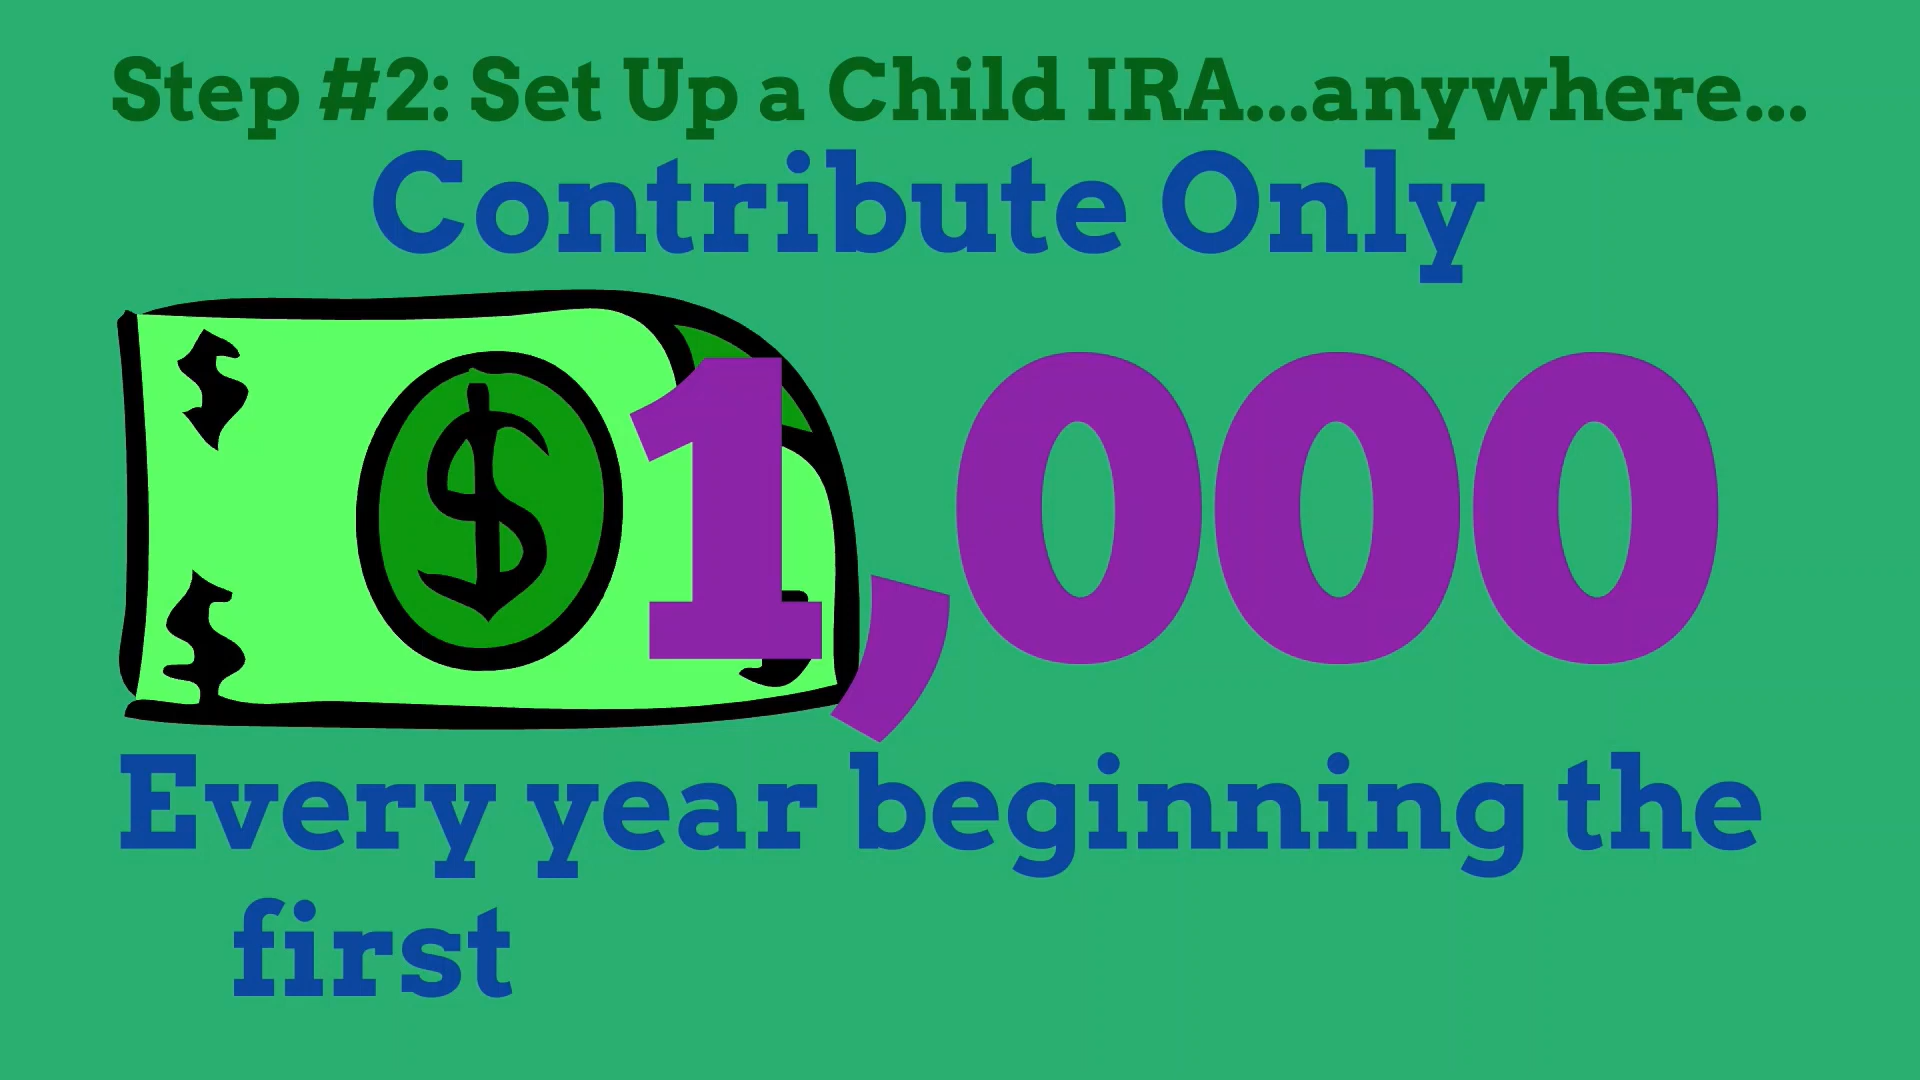 Step #2: Set Up a Child IRA...anywhere...
Contribute Only
$1,000
Every year beginning the
first